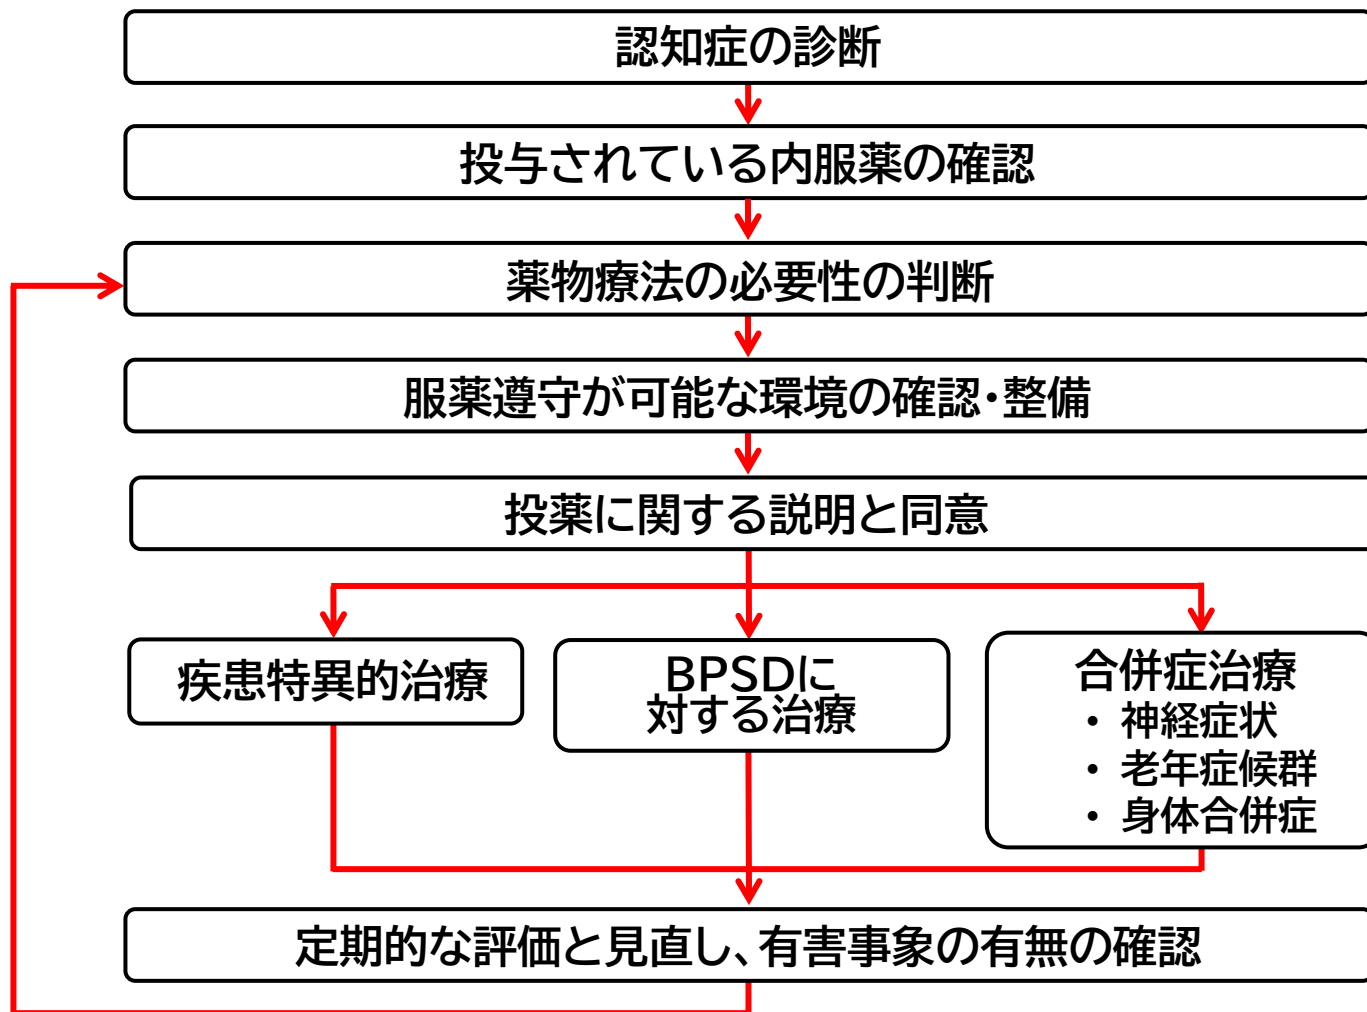 認知症の診断
投与されている内服薬の確認
薬物療法の必要性の判断
服薬遵守が可能な環境の確認・整備
投薬に関する説明と同意
疾患特異的治療
BPSDに
対する治療
合併症治療
・ 神経症状
・ 老年症候群
・ 身体合併症
定期的な評価と見直し、有害事象の有無の確認